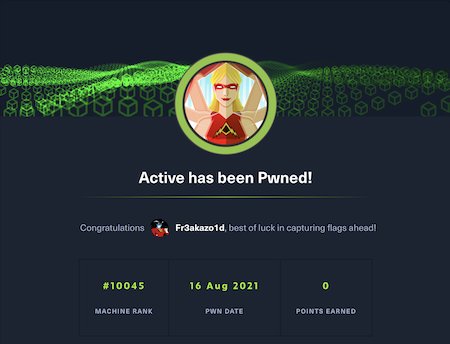 Active has been Pwned!
Congratulations Fr3akazo1d, best of luck in capturing flags ahead!
#10045 16 Aug 2021 0
MACHINE RANK PWN DATE POINTS EARNED